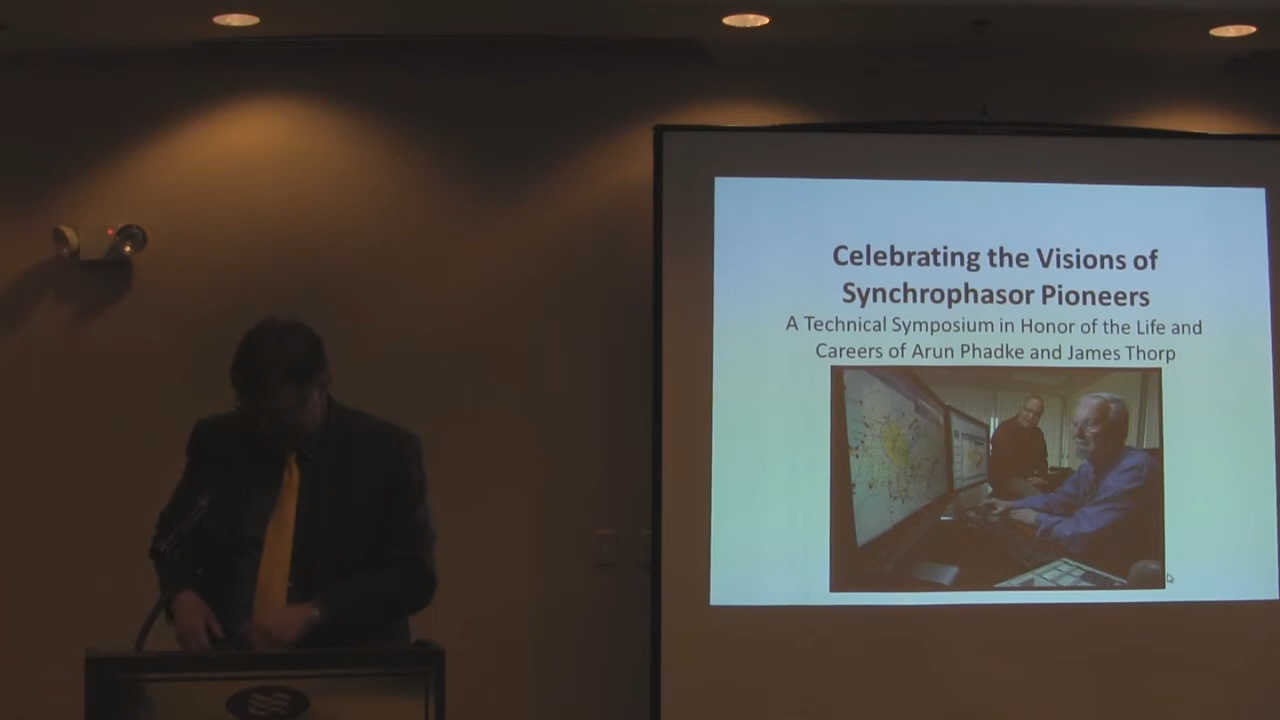 Celebrating the Visions of
Synchrophasor Pioneers
A Technical Symposium in Honor of the Life and
Careers of Arun Phadke and James Thorp